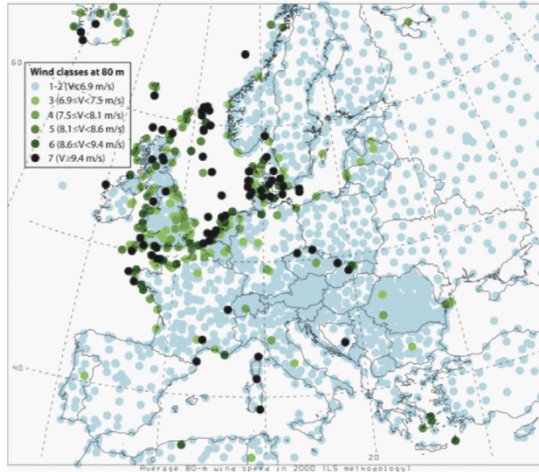 60
Wind classes at 80 m
1-2 (V<6.9 m/s)
3 (6.9≤V<7.5 m/s)
4 (7.5≤V<8.1 m/s)
5 (8.1≤V<8.6 m/s)
6 (8.6≤V<9.4 m/s)
7 (V≥9.4 m/s)
40
0
20
Average 80-m wind speed in 2000 (LS methodology)